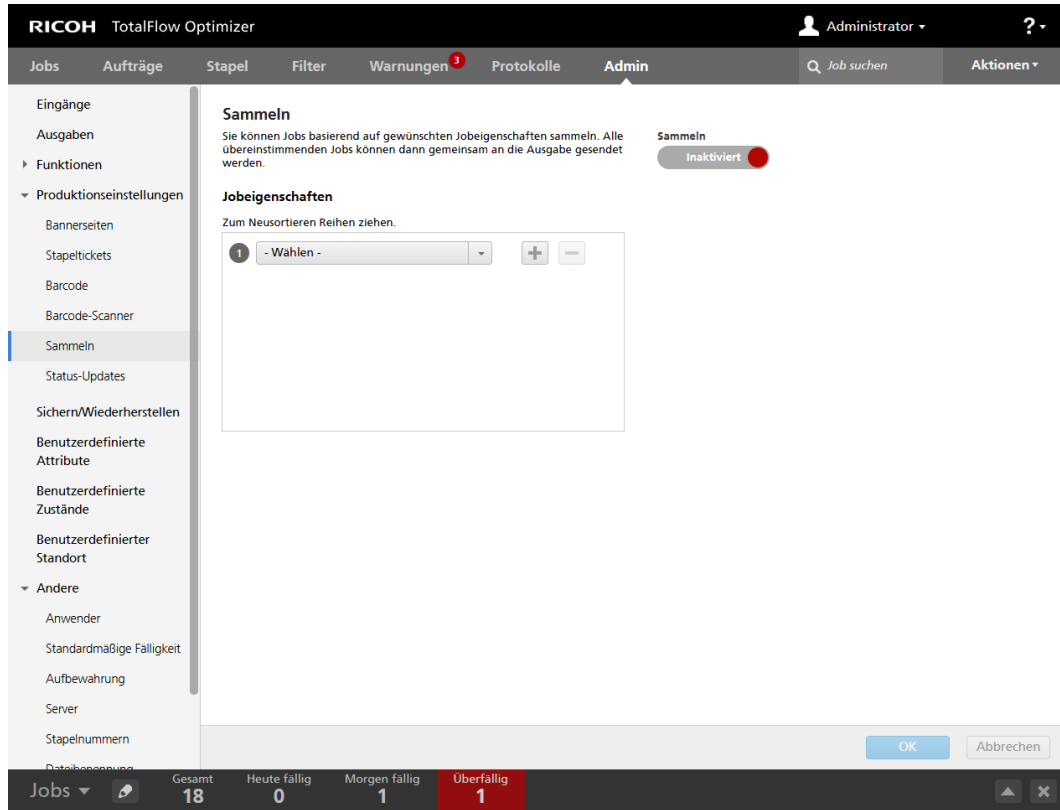 RICOH TotalFlow Optimizer
Administrator
?
Jobs Aufträge Stapel Filter Warnungen 3 Protokolle Admin
Job suchen
Aktionen
Eingänge
Ausgaben
Funktionen
Produktionseinstellungen
Bannerseiten
Stapeltickets
Barcode
Barcode-Scanner
Sammeln
Status-Updates
Sichern/Wiederherstellen
Benutzerdefinierte
Attribute
Benutzerdefinierte
Zustände
Benutzerdefinierter
Standort
Andere
Anwender
Standardmäßige Fälligkeit
Aufbewahrung
Server
Stapelnummern
Dateibenennung
Sammeln
Sie können Jobs basierend auf gewünschten Jobeigenschaften sammeln. Alle
übereinstimmenden Jobs können dann gemeinsam an die Ausgabe gesendet
werden.
Sammeln
Inaktiviert
Jobeigenschaften
Zum Neusortieren Reihen ziehen.
1 - Wählen -
OK Abbrechen
Jobs
Gesamt
18
Heute fällig
0
Morgen fällig
1
Überfällig
1